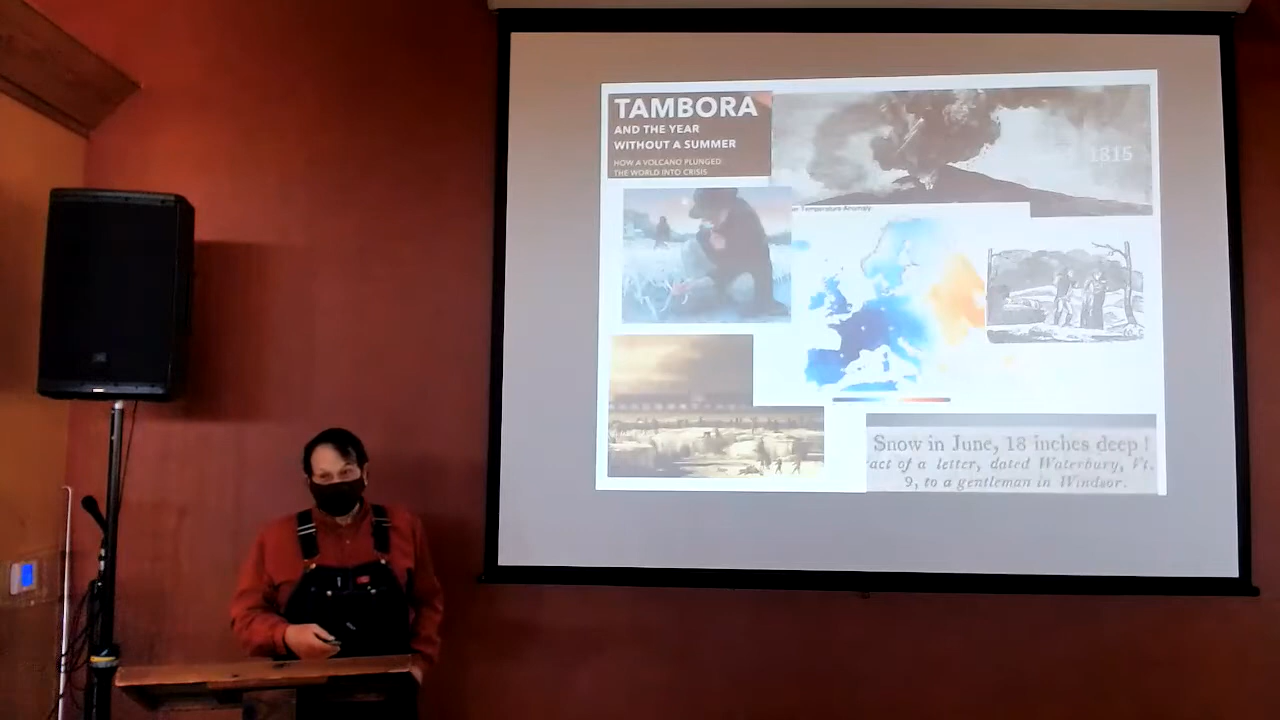 TAMBORA
AND THE YEAR
WITHOUT A SUMMER
HOW A VOLCANO PLUNGED
THE WORLD INTO CRISIS
1815
Temperature Anomaly
Snow in June, 18 inches deep !
act of a letter, dated Waterbury, Vt.
9, to a gentleman in Windsor.